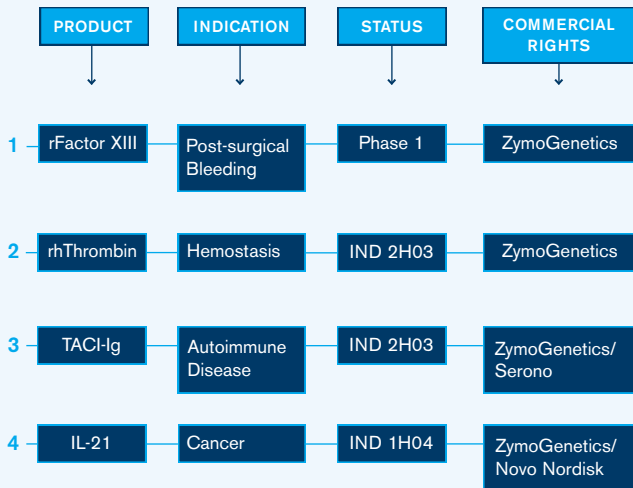 PRODUCT INDICATION STATUS COMMERCIAL
RIGHTS
1 rFactor XIII Post-surgical Phase 1 ZymoGenetics
Bleeding
2 rhThrombin Hemostasis IND 2H03 ZymoGenetics
3 TACI-Ig Autoimmune IND 2H03 ZymoGenetics/
Disease Serono
4 IL-21 Cancer IND 1H04 ZymoGenetics/
Novo Nordisk